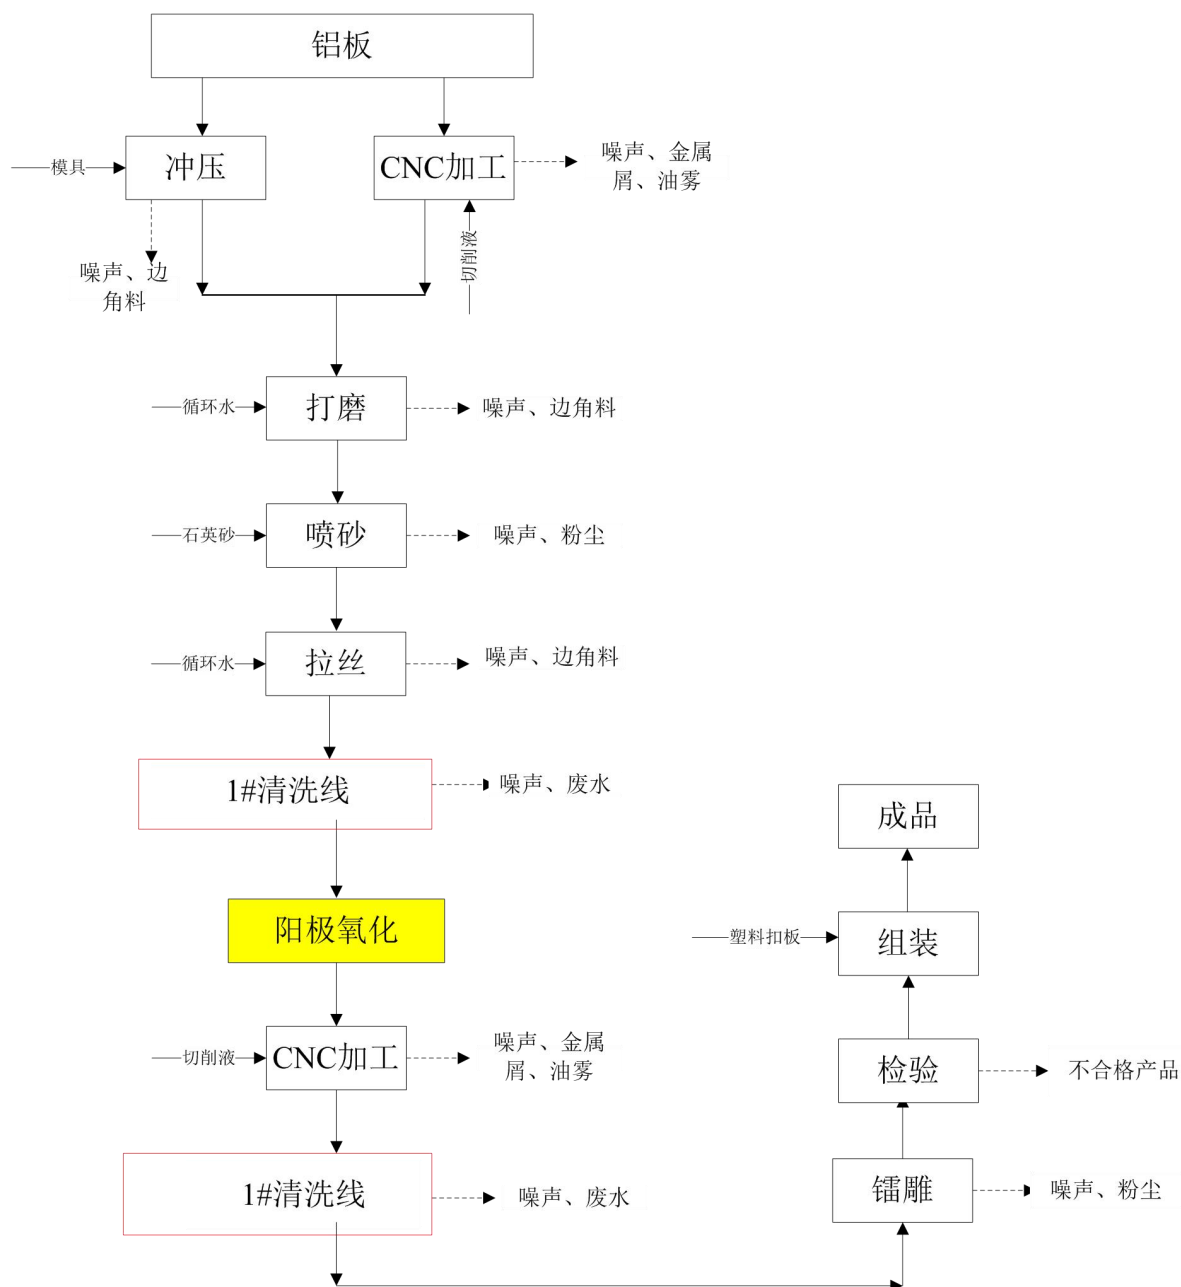 铝板
模具
冲压
CNC加工
噪声、金属
屑、油雾
噪声、边
角料
切削液
循环水
打磨
噪声、边角料
石英砂
喷砂
噪声、粉尘
循环水
拉丝
噪声、边角料
1#清洗线
噪声、废水
阳极氧化
切削液
CNC加工
噪声、金属
屑、油雾
1#清洗线
噪声、废水
成品
塑料扣板
组装
检验
不合格产品
镭雕
噪声、粉尘